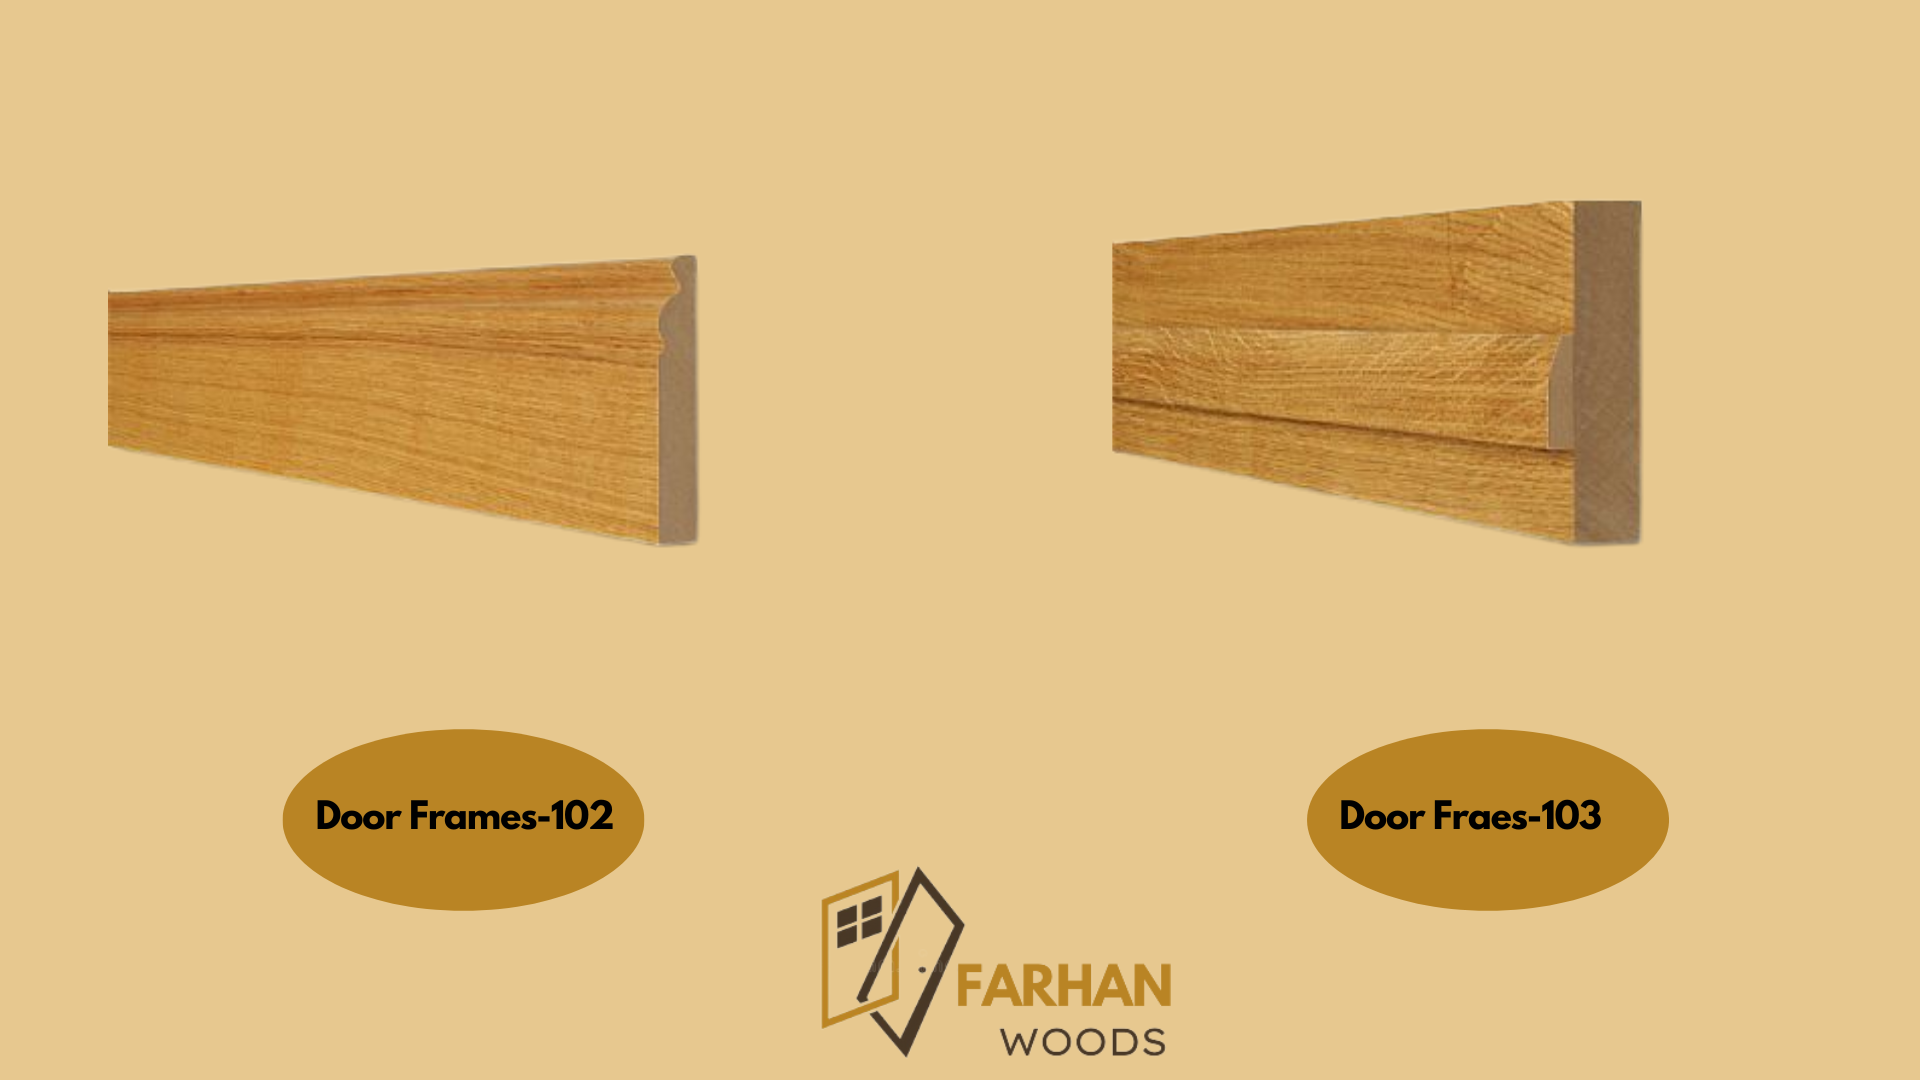 Door Frames-102
Door Fraes-103
FARHAN
WOODS